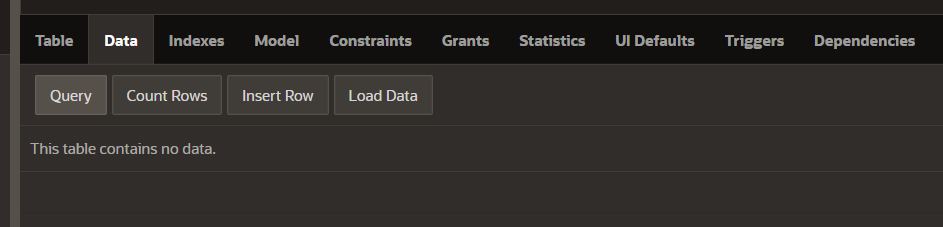 Table Data Indexes Model Constraints Grants Statistics UI Defaults Triggers Dependencies
Query Count Rows Insert Row Load Data
This table contains no data.